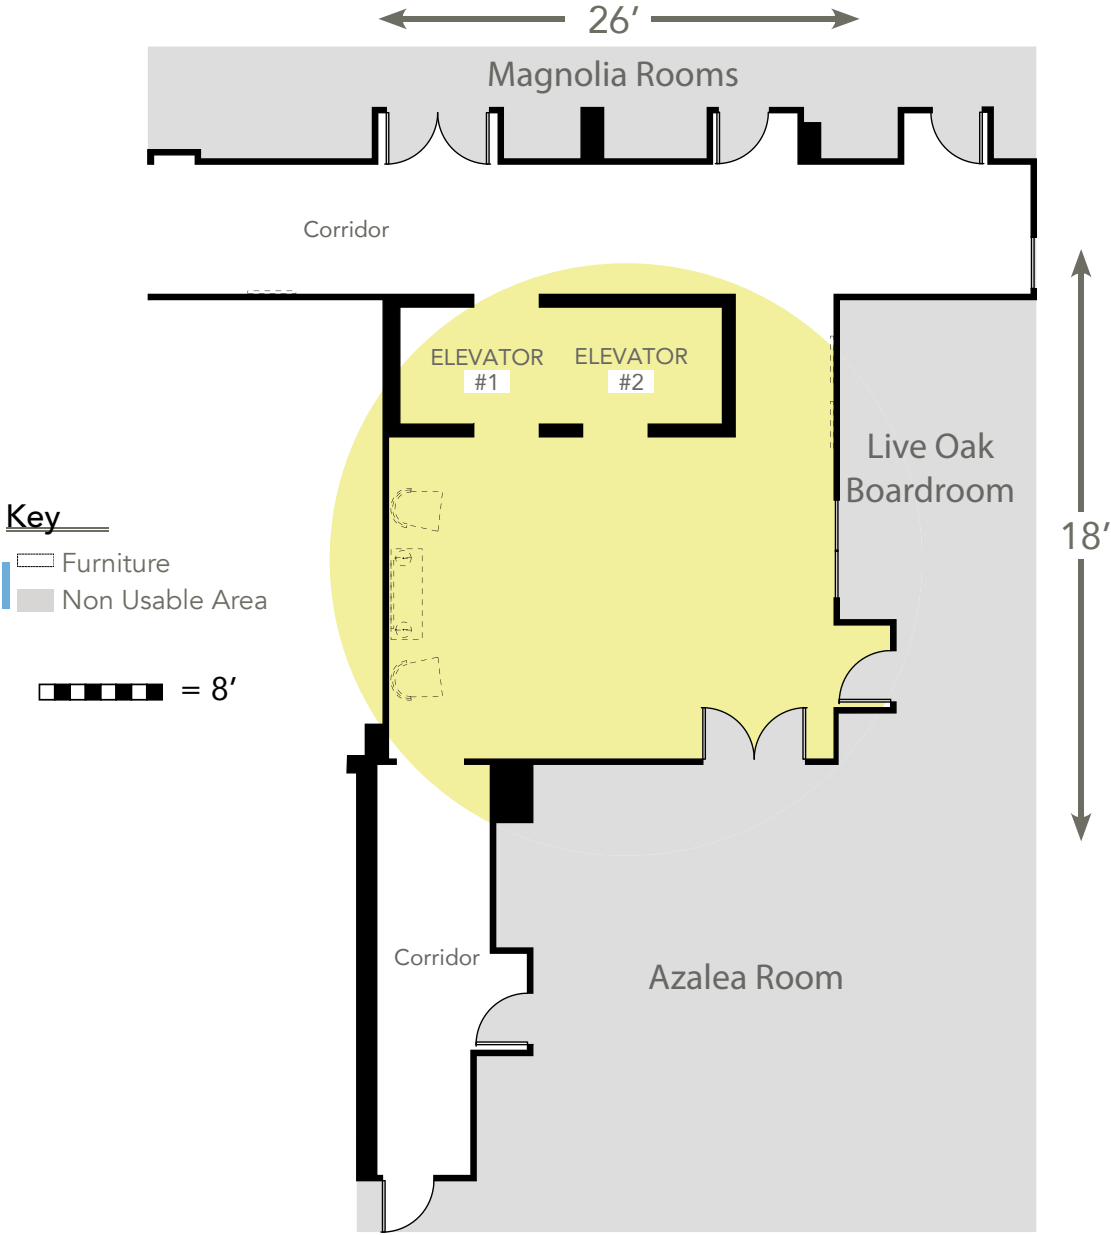 26’
Magnolia Rooms
Corridor
ELEVATOR
#1
ELEVATOR
#2
Live Oak
Boardroom
Key
Furniture
Non Usable Area
18’
= 8’
Corridor
Azalea Room